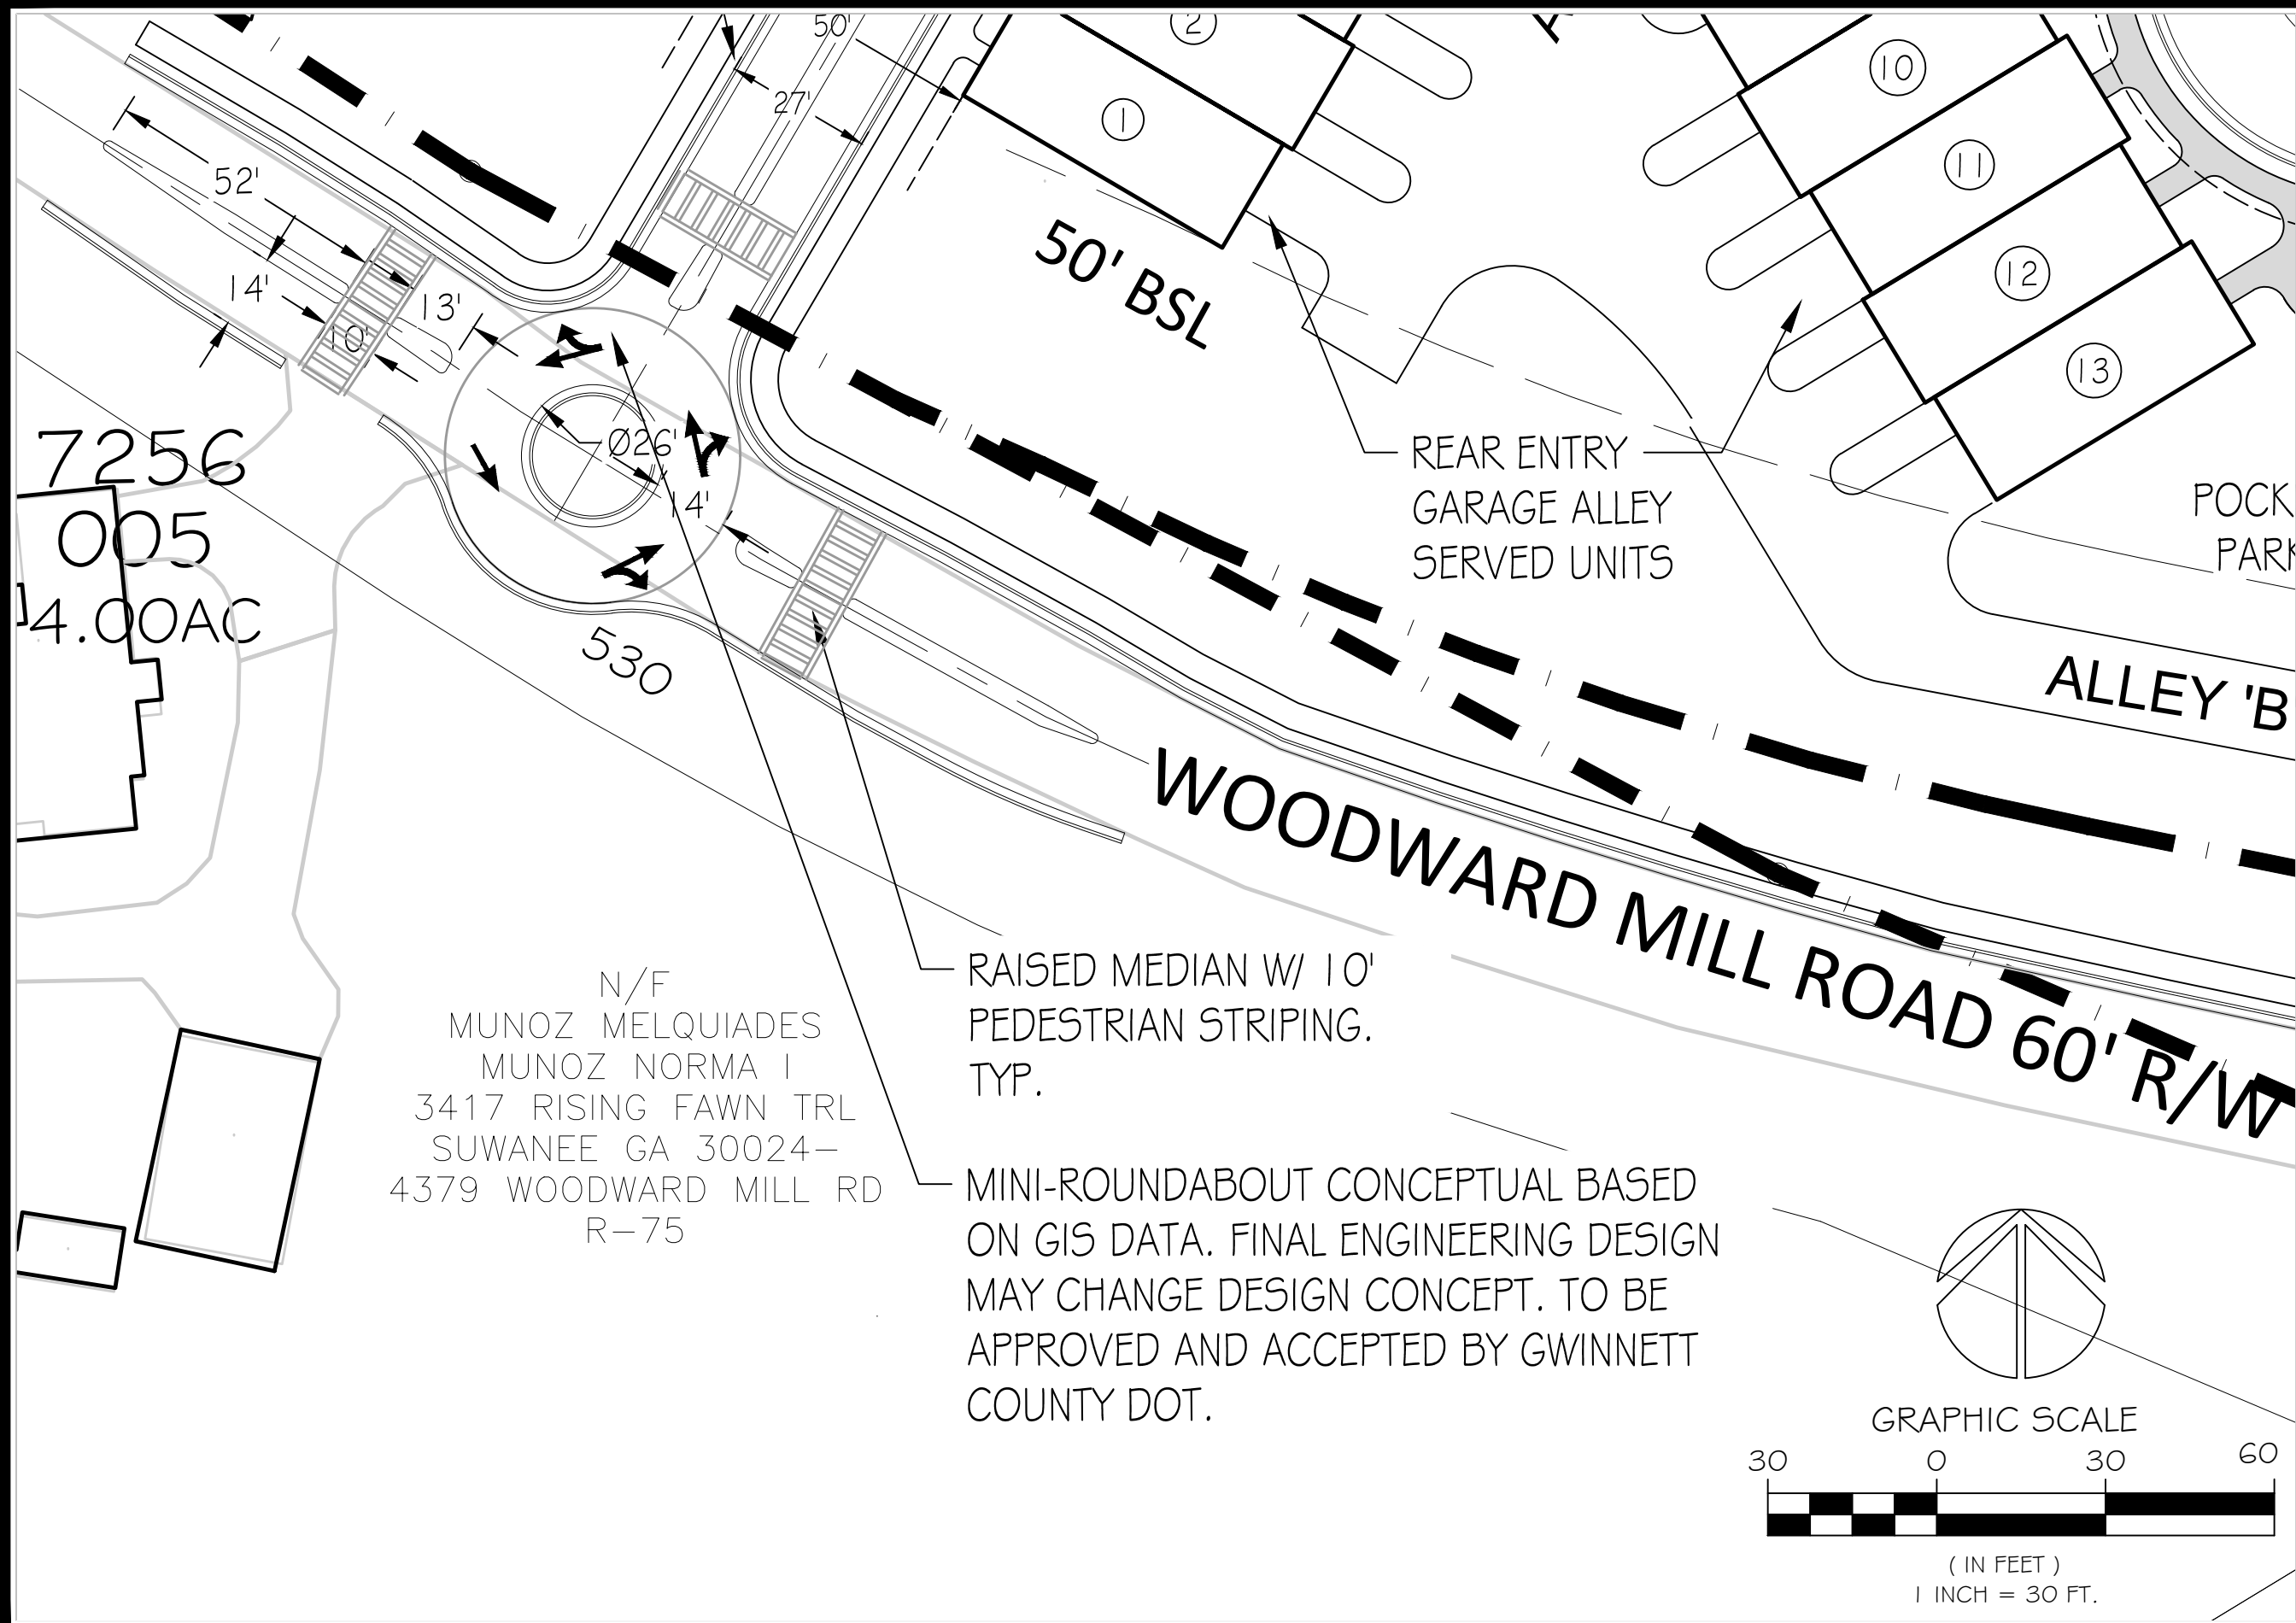 50'
2
27'
1
10
11
12
13
52'
14'
13'
10'
Ø26'
14'
50' BSL
REAR ENTRY
GARAGE ALLEY
SERVED UNITS
7256
005
4.00AC
530
ALLEY 'B
WOODWARD MILL ROAD 60' R/W
RAISED MEDIAN W/ 10'
PEDESTRIAN STRIPING.
TYP.
N/F
MUNOZ MELQUIADES
MUNOZ NORMA I
3417 RISING FAWN TRL
SUWANEE GA 30024-
4379 WOODWARD MILL RD
R-75
MINI-ROUNDABOUT CONCEPTUAL BASED
ON GIS DATA. FINAL ENGINEERING DESIGN
MAY CHANGE DESIGN CONCEPT. TO BE
APPROVED AND ACCEPTED BY GWINNETT
COUNTY DOT.
GRAPHIC SCALE
30 0 30 60
( IN FEET )
1 INCH = 30 FT.